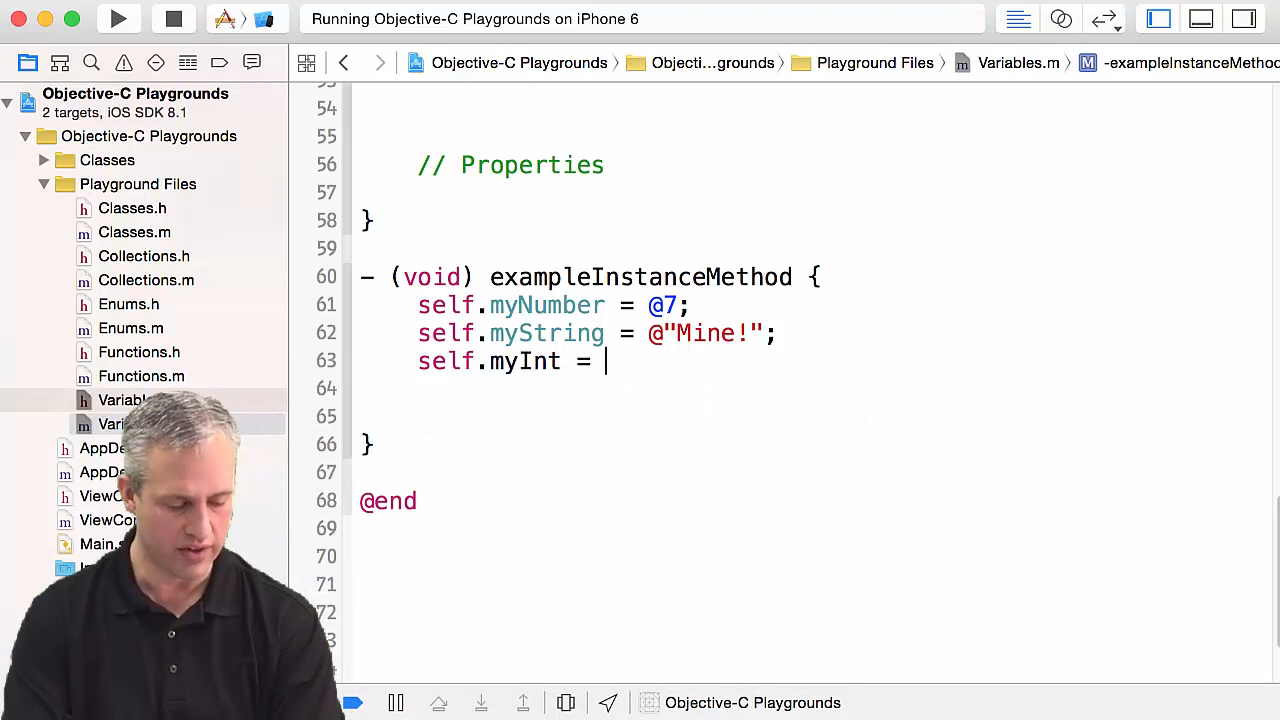 Running Objective-C Playgrounds on iPhone 6
Objective-C Playgrounds
Objecti...grounds
Playground Files
Variables.m
M
-exampleInstanceMethod
Objective-C Playgrounds
2 targets, iOS SDK 8.1
Objective-C Playgrounds
Classes
Playground Files
h Classes.h
m Classes.m
h Collections.h
m Collections.m
h Enums.h
m Enums.m
h Functions.h
m Functions.m
h
m
h
m
h
m
54
55
56 // Properties
57
58 }
59
60 - (void) exampleInstanceMethod {
61 self.myNumber = @7;
62 self.myString = @"Mine!";
63 self.myInt =
64
65
66 }
67
68 @end
69
70
71
72
Objective-C Playgrounds